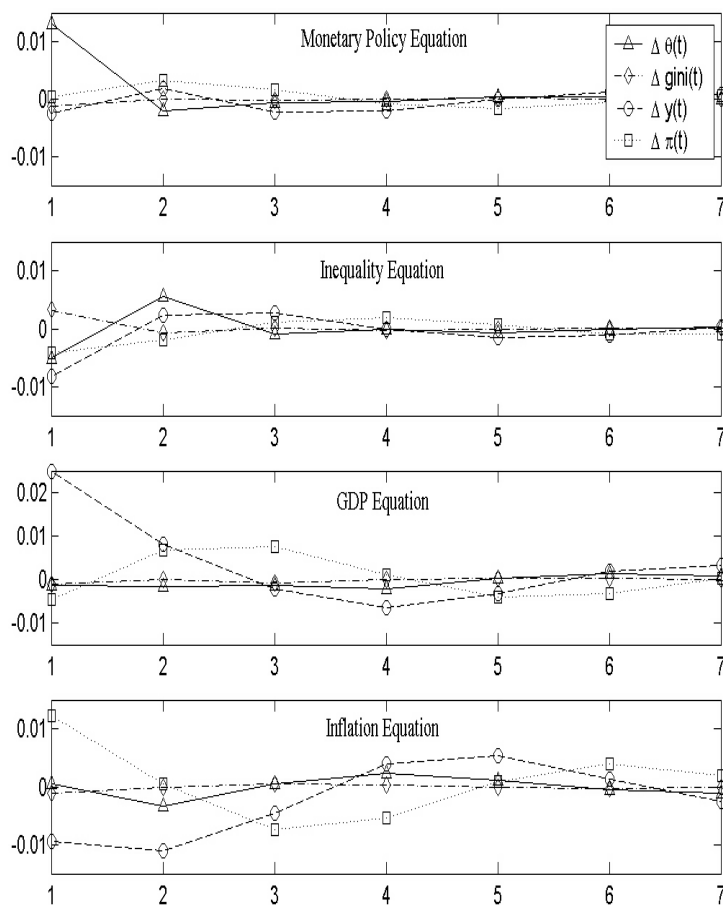 Monetary Policy Equation
0.01
0
-0.01
1 2 3 4 5 6 7
Δ θ(t)
Δ gini(t)
Δ y(t)
Δ π(t)
Inequality Equation
0.01
0
-0.01
1 2 3 4 5 6 7
GDP Equation
0.02
0.01
0
-0.01
1 2 3 4 5 6 7
Inflation Equation
0.01
0
-0.01
1 2 3 4 5 6 7